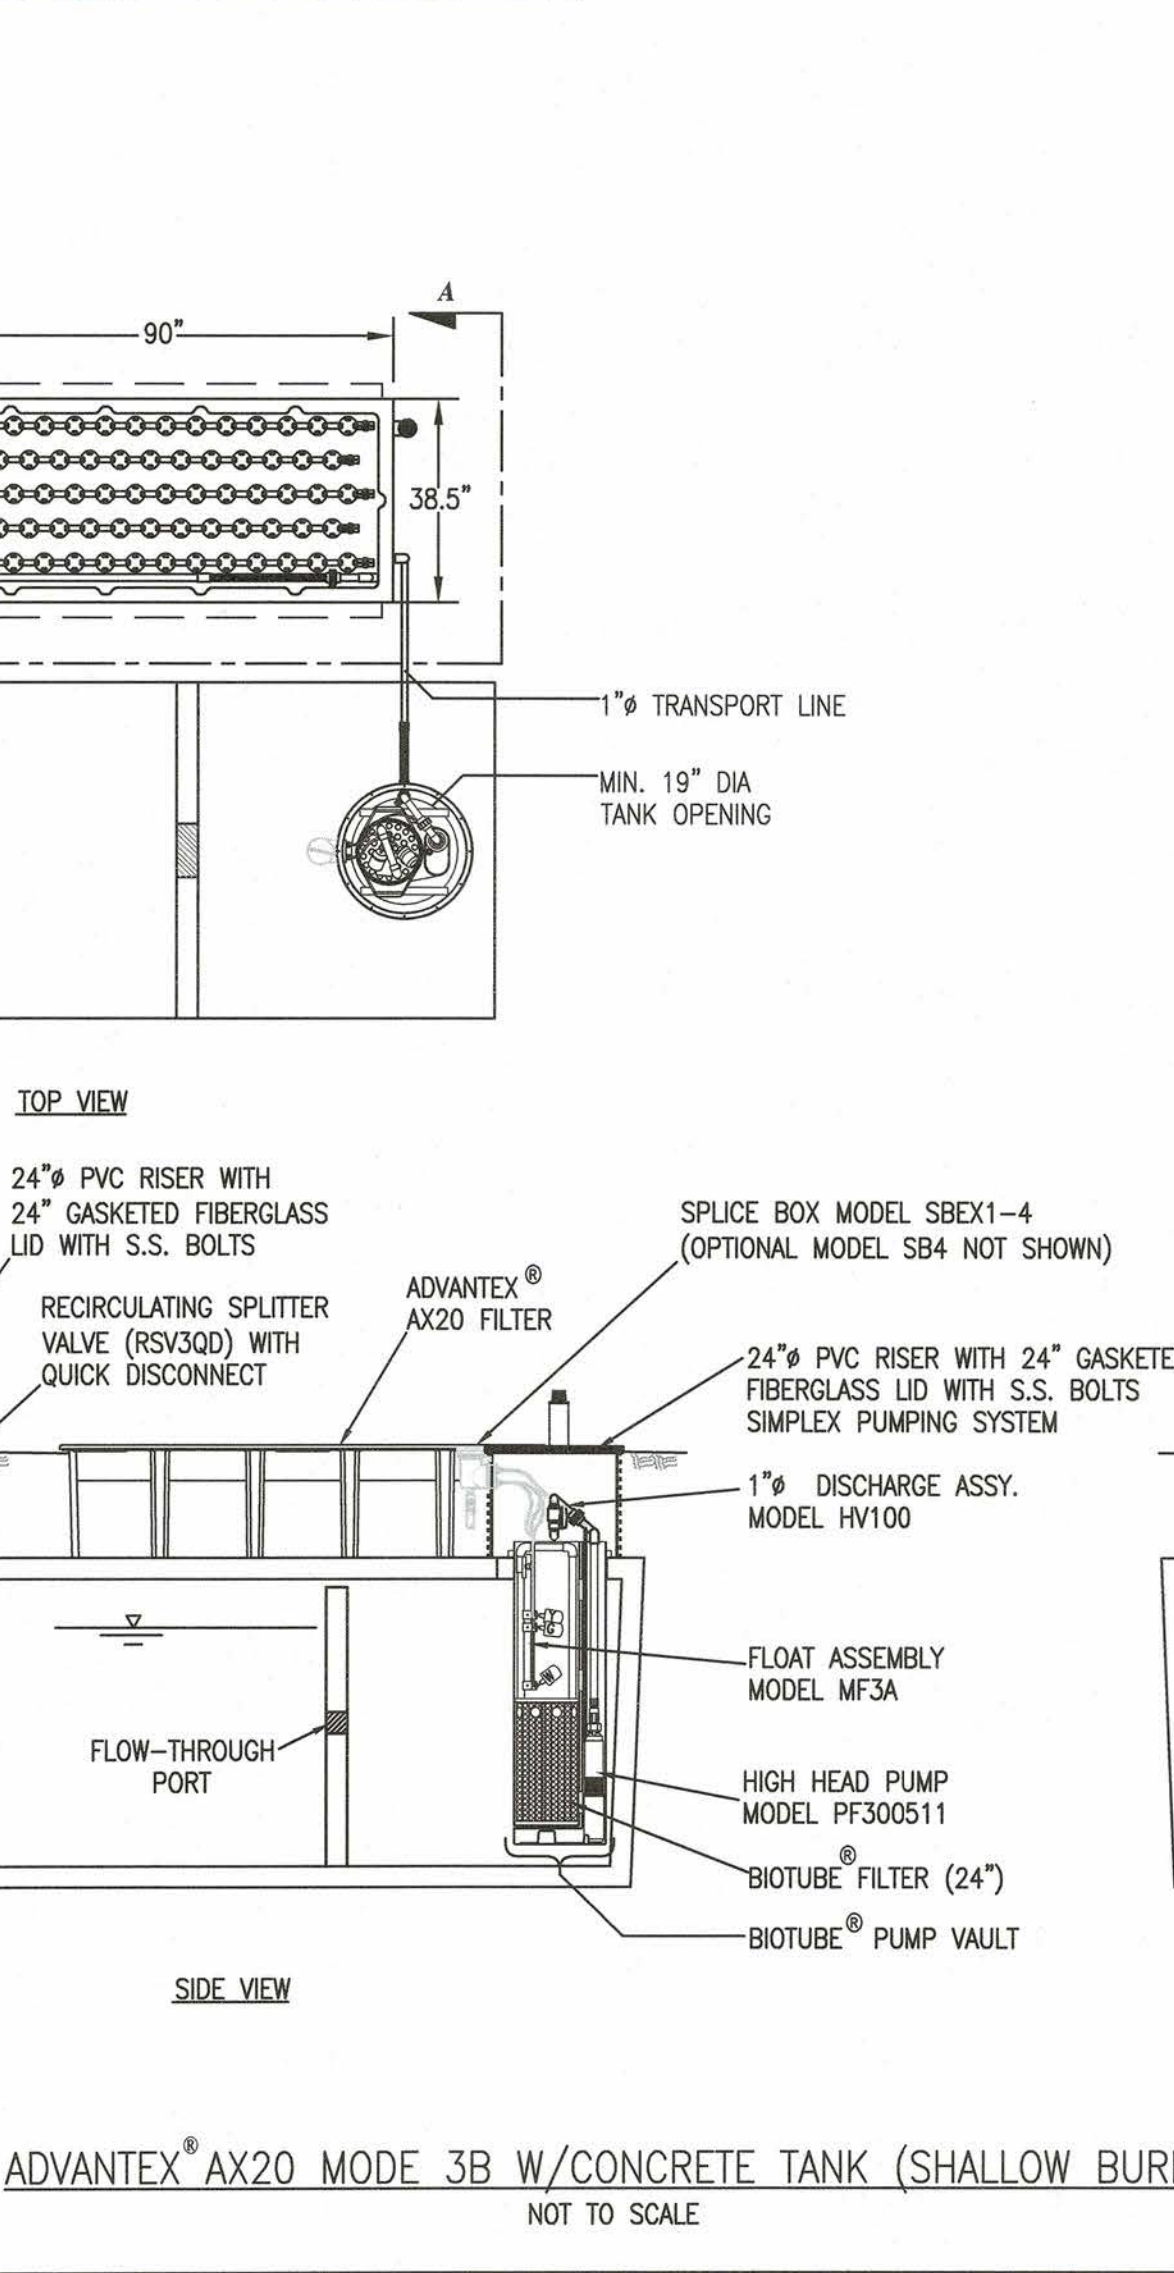 A
90"
38.5"
1"ø TRANSPORT LINE
MIN. 19" DIA
TANK OPENING
TOP VIEW
24"ø PVC RISER WITH
24" GASKETED FIBERGLASS
LID WITH S.S. BOLTS
RECIRCULATING SPLITTER
VALVE (RSV3QD) WITH
QUICK DISCONNECT
ADVANTEX®
AX20 FILTER
SPLICE BOX MODEL SBEX1-4
(OPTIONAL MODEL SB4 NOT SHOWN)
24"ø PVC RISER WITH 24" GASKETE
FIBERGLASS LID WITH S.S. BOLTS
SIMPLEX PUMPING SYSTEM
1"ø DISCHARGE ASSY.
MODEL HV100
Y
G
W
FLOAT ASSEMBLY
MODEL MF3A
FLOW-THROUGH
PORT
HIGH HEAD PUMP
MODEL PF300511
BIOTUBE® FILTER (24")
BIOTUBE® PUMP VAULT
SIDE VIEW
ADVANTEX® AX20 MODE 3B W/CONCRETE TANK (SHALLOW BURI
NOT TO SCALE